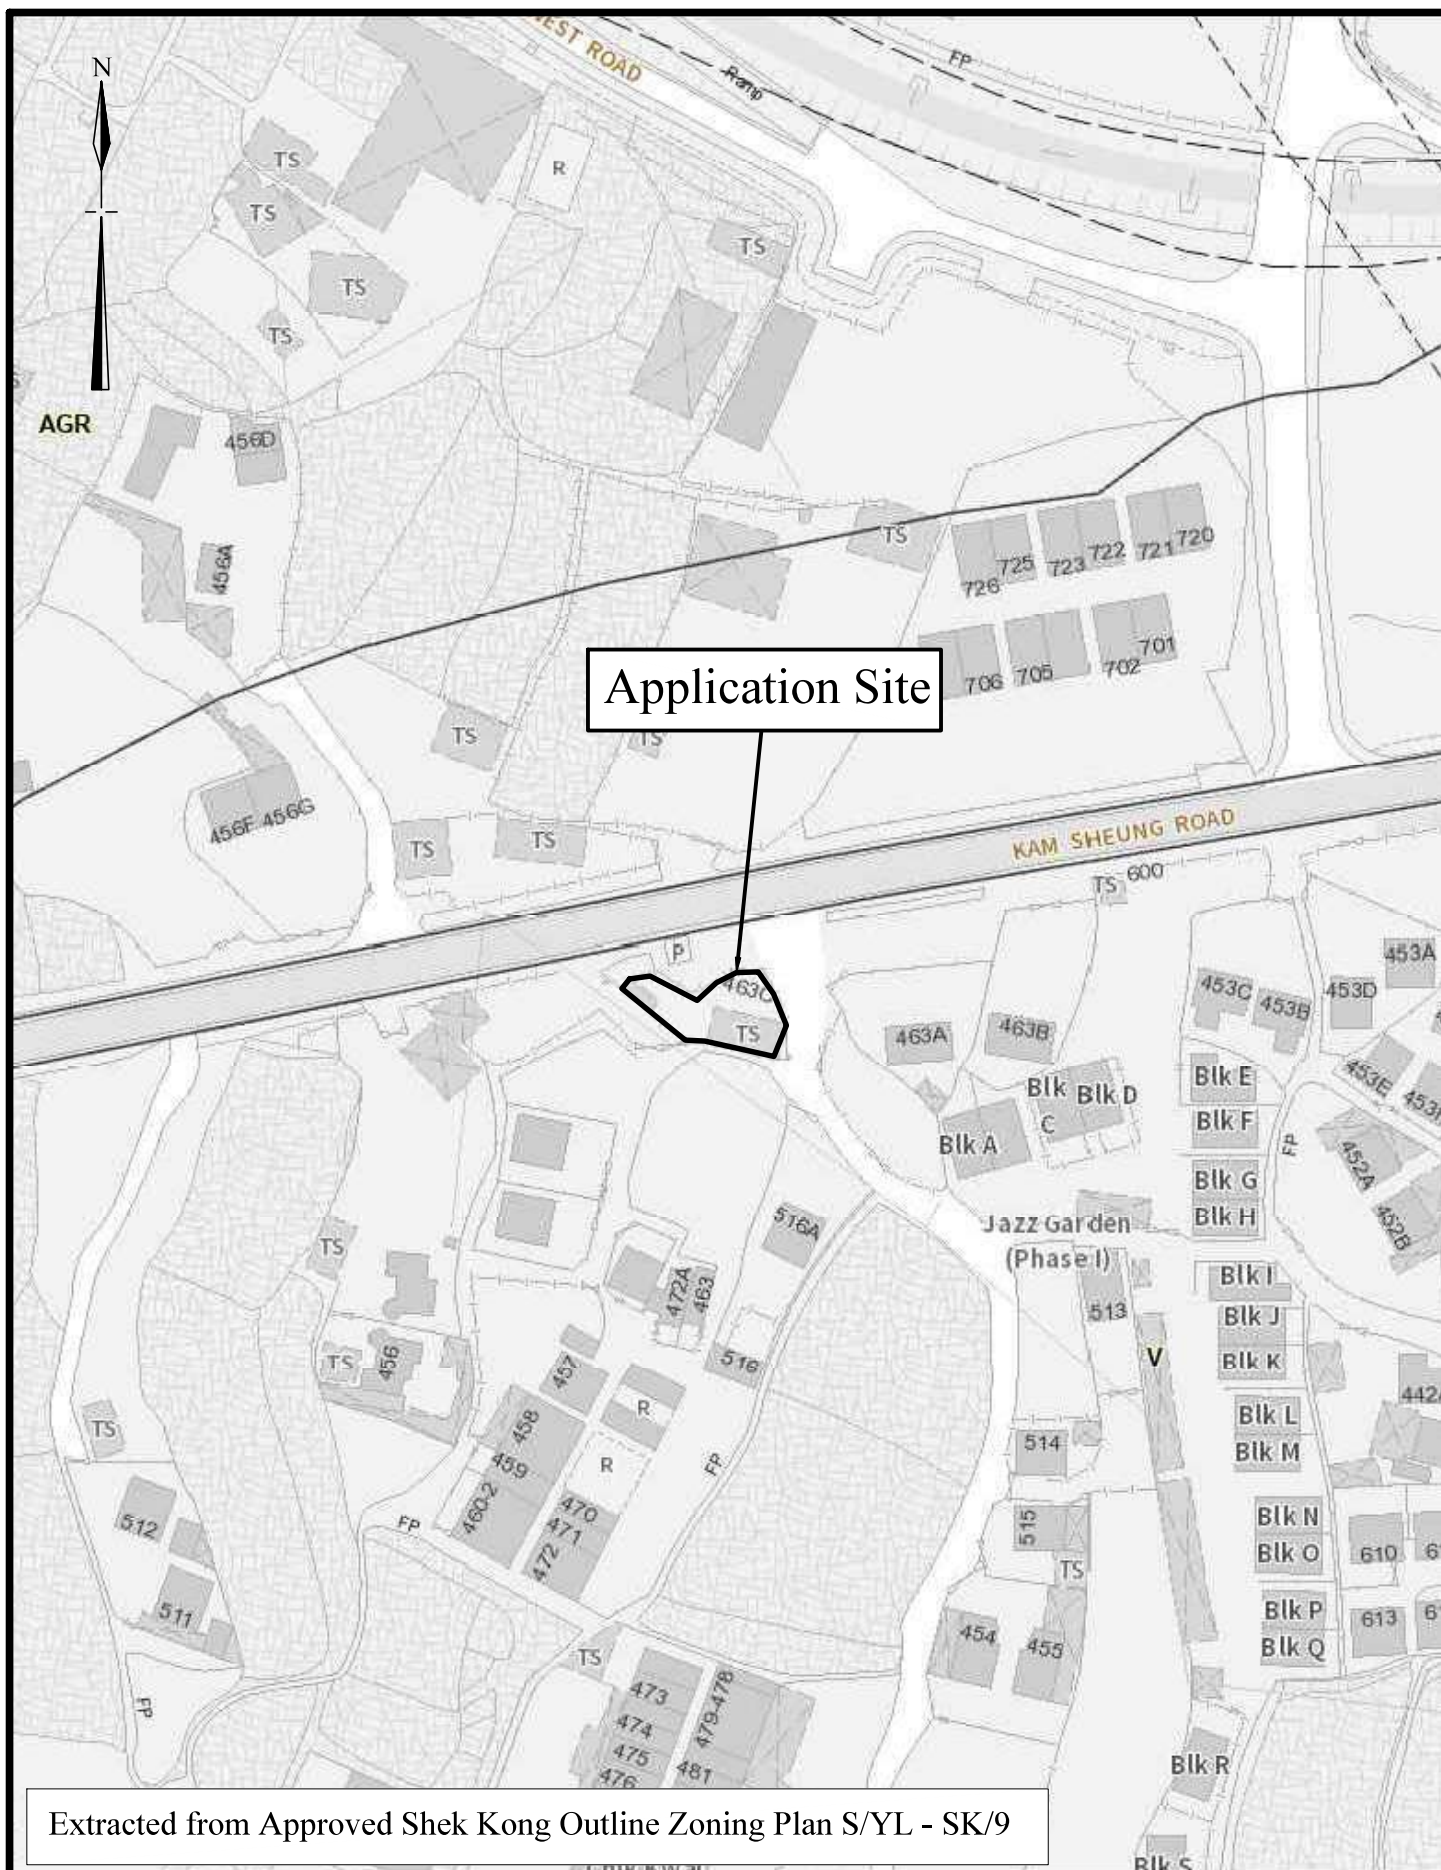 N
WEST ROAD
Ramp
FP
TS
R
TS
TS
TS
TS
AGR
456D
456A
TS
725
726
722
723
720
721
701
702
705
706
Application Site
TS
TS
456F
456G
TS
TS
KAM SHEUNG ROAD
TS
600
P
463C
TS
463A
463B
453A
453C
453B
453D
453E
Blk A
Blk
C
Blk D
Blk E
Blk F
FP
452A
452B
Blk G
Blk H
Jazz Garden
(Phase I)
516A
TS
472A
463
513
Blk I
Blk J
Blk K
V
TS
456
457
516
R
458
459
460-2
R
470
471
472
FP
FP
TS
512
511
FP
514
515
TS
454
455
Blk L
Blk M
Blk N
Blk O
Blk P
Blk Q
610
613
TS
473
474
475
476
479-478
481
Blk R
Blk S
Extracted from Approved Shek Kong Outline Zoning Plan S/YL - SK/9